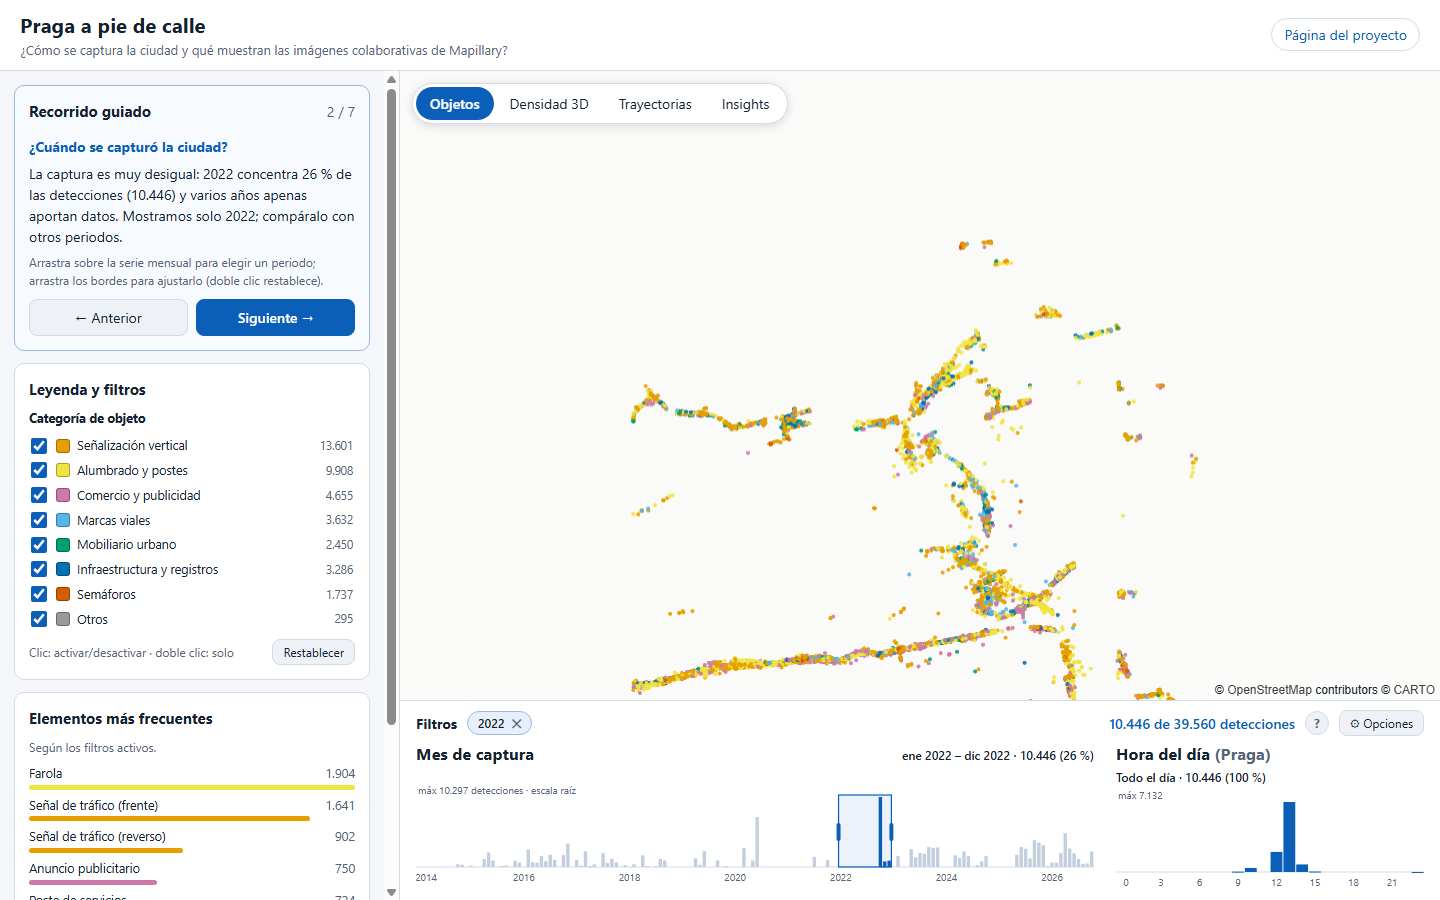 Praga a pie de calle
¿Cómo se captura la ciudad y qué muestran las imágenes colaborativas de Mapillary?
Página del proyecto
Recorrido guiado
2 / 7
¿Cuándo se capturó la ciudad?
La captura es muy desigual: 2022 concentra 26 % de
las detecciones (10.446) y varios años apenas
aportan datos. Mostramos solo 2022; compáralo con
otros periodos.
Arrastra sobre la serie mensual para elegir un periodo;
arrastra los bordes para ajustarlo (doble clic restablece).
← Anterior
Siguiente →
Leyenda y filtros
Categoría de objeto
Señalización vertical 13.601
Alumbrado y postes 9.908
Comercio y publicidad 4.655
Marcas viales 3.632
Mobiliario urbano 2.450
Infraestructura y registros 3.286
Semáforos 1.737
Otros 295
Clic: activar/desactivar · doble clic: solo
Restablecer
Elementos más frecuentes
Según los filtros activos.
Farola 1.904
Señal de tráfico (frente) 1.641
Señal de tráfico (reverso) 902
Anuncio publicitario 750
Poste de servicios 724
Objetos
Densidad 3D
Trayectorias
Insights
© OpenStreetMap contributors © CARTO
Filtros
2022 ✕
10.446 de 39.560 detecciones
?
⚙ Opciones
Mes de captura
ene 2022 – dic 2022 · 10.446 (26 %)
máx 10.297 detecciones · escala raíz
2014 2016 2018 2020 2022 2024 2026
Hora del día (Praga)
Todo el día · 10.446 (100 %)
máx 7.132
0 3 6 9 12 15 18 21